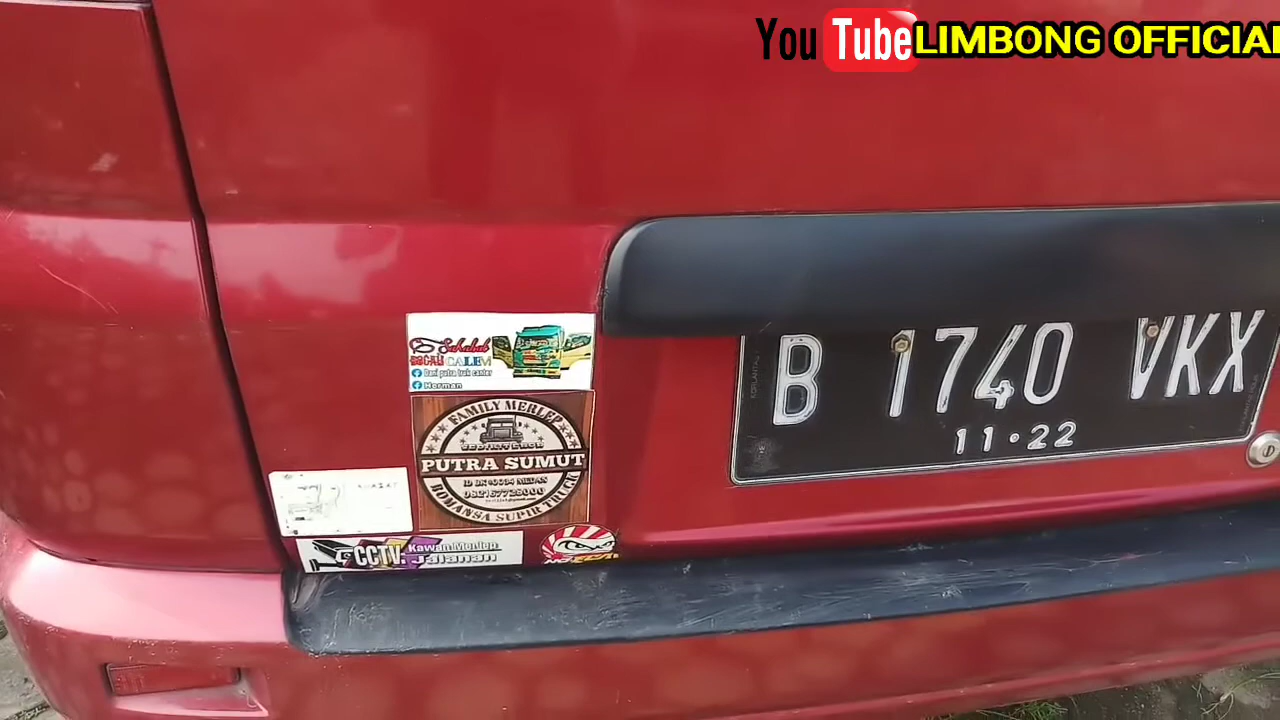 YouTube LIMBONG OFFICIAL
B 1740 VKX
11·22
Sahabat
CALEM
Dani putra truk canter
Herman
FAMILY MERLEP
PUTRA SUMUT
ROMANSA SUPIR TRUCK
CCTV. Kawan Merlep
Jalanan